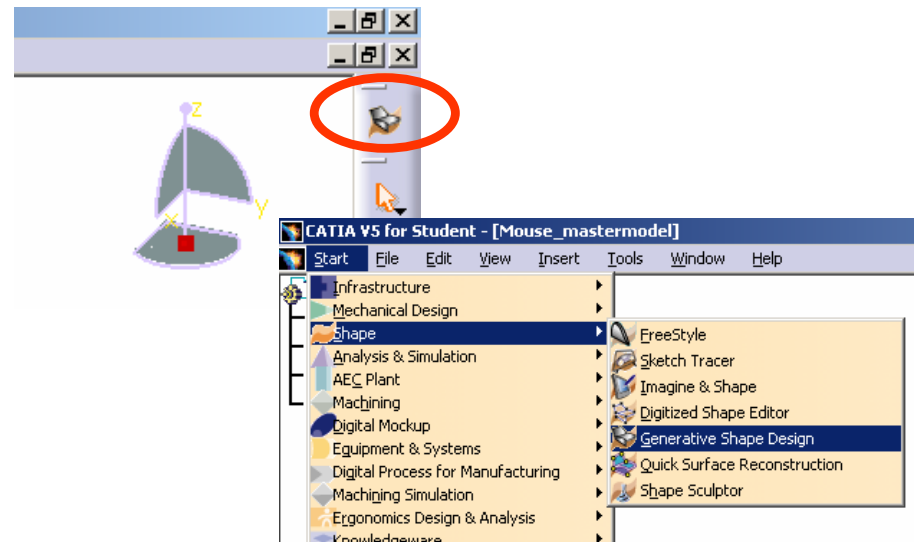 z
y
x
CATIA V5 for Student - [Mouse_mastermodel]
Start File Edit View Insert Tools Window Help
Infrastructure
Mechanical Design
Shape
Analysis & Simulation
AEC Plant
Machining
Digital Mockup
Equipment & Systems
Digital Process for Manufacturing
Machining Simulation
Ergonomics Design & Analysis
Knowledgeware
FreeStyle
Sketch Tracer
Imagine & Shape
Digitized Shape Editor
Generative Shape Design
Quick Surface Reconstruction
Shape Sculptor